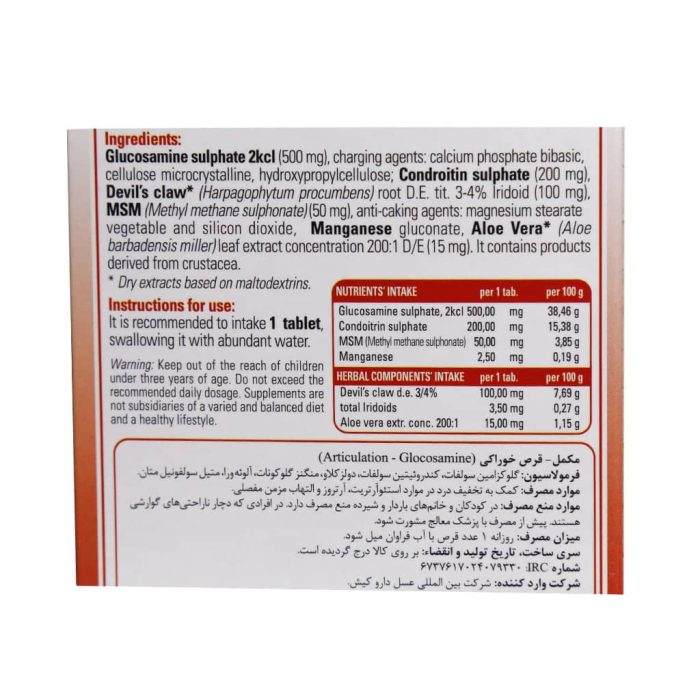 Ingredients:
Glucosamine sulphate 2kcl (500 mg), charging agents: calcium phosphate bibasic,
cellulose microcrystalline, hydroxypropylcellulose; Condroitin sulphate (200 mg),
Devil's claw* (Harpagophytum procumbens) root D.E. tit. 3-4% Iridoid (100 mg),
MSM (Methyl methane sulphonate) (50 mg), anti-caking agents: magnesium stearate
vegetable and silicon dioxide, Manganese gluconate, Aloe Vera* (Aloe
barbadensis miller) leaf extract concentration 200:1 D/E (15 mg). It contains products
derived from crustacea.
* Dry extracts based on maltodextrins.
Instructions for use:
It is recommended to intake 1 tablet,
swallowing it with abundant water.
Warning: Keep out of the reach of children
under three years of age. Do not exceed the
recommended daily dosage. Supplements are
not subsidiaries of a varied and balanced diet
and a healthy lifestyle.
NUTRIENTS' INTAKE per 1 tab. per 100 g
Glucosamine sulphate, 2kcl 500,00 mg 38,46 g
Condoitrin sulphate 200,00 mg 15,38 g
MSM (Methyl methane sulphonate) 50,00 mg 3,85 g
Manganese 2,50 mg 0,19 g
HERBAL COMPONENTS' INTAKE per 1 tab. per 100 g
Devil's claw d.e. 3/4% 100,00 mg 7,69 g
total Iridoids 3,50 mg 0,27 g
Aloe vera extr. conc. 200:1 15,00 mg 1,15 g
مکمل - قرص خوراکی (Articulation - Glocosamine)
فرمولاسیون: گلوکزامین سولفات، کندروئیتین سولفات، دولز کلاو، منگنز گلوکونات، آلوئه‌ورا، متیل سولفونیل متان.
موارد مصرف: کمک به تخفیف درد در موارد استئوآرتریت، آرتروز و التهاب مزمن مفصلی.
موارد منع مصرف: در کودکان و خانم‌های باردار و شیرده منع مصرف دارد. در افرادی که دچار ناراحتی‌های گوارشی
هستند. پیش از مصرف با پزشک معالج مشورت شود.
میزان مصرف: روزانه ۱ عدد قرص با آب فراوان میل شود.
سری ساخت، تاریخ تولید و انقضاء: بر روی کالا درج گردیده است.
شماره IRC: ۶۷۳۷۶۱۷۰۲۴۰۷۹۳۳۰
شرکت وارد کننده: شرکت بین المللی عسل دارو کیش.